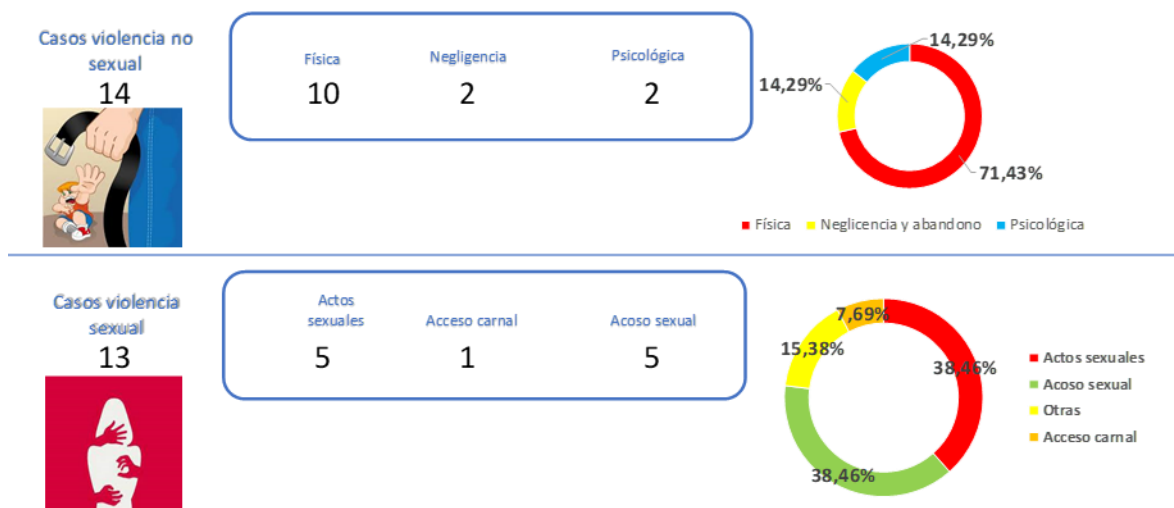 Casos violencia no
sexual
14
Física
10
Negligencia
2
Psicológica
2
14,29%
14,29%
71,43%
Física
Neglicencia y abandono
Psicológica
Casos violencia
sexual
13
Actos
sexuales
5
Acceso carnal
1
Acoso sexual
5
7,69%
15,38%
38,46%
38,46%
Actos sexuales
Acoso sexual
Otras
Acceso carnal